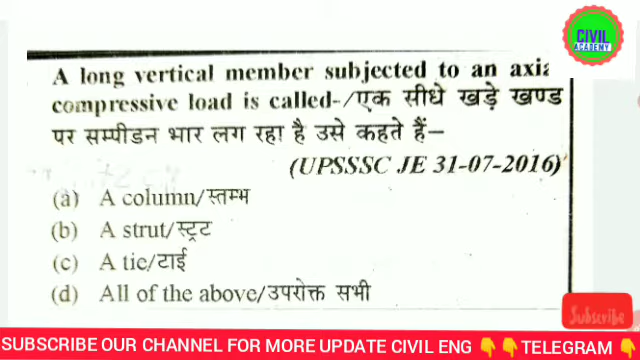 CIVIL
ACADEMY
A long vertical member subjected to an axia
compressive load is called-/एक सीधे खड़े खण्ड
पर सम्पीडन भार लग रहा है उसे कहते हैं–
(UPSSSC JE 31-07-2016)
(a) A column/स्तम्भ
(b) A strut/स्ट्रट
(c) A tie/टाई
(d) All of the above/उपरोक्त सभी
Subscribe
SUBSCRIBE OUR CHANNEL FOR MORE UPDATE CIVIL ENG 👇👇TELEGRAM 👇